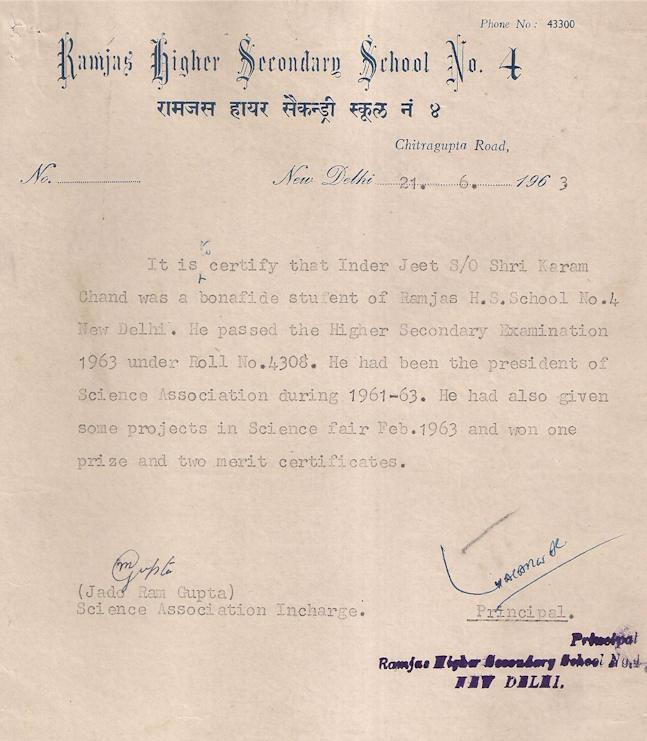 Phone No: 43300
Ramjas Higher Secondary School No. 4
रामजस हायर सैकन्ड्री स्कूल नं ४
Chitragupta Road,
No. ........................ New Delhi ........ 21. 6. ........ 1963
to
It is certify that Inder Jeet S/O Shri Karam
Chand was a bonafide stufent of Ramjas H.S.School No.4
New Delhi. He passed the Higher Secondary Examination
1963 under Roll No.4308. He had been the president of
Science Association during 1961-63. He had also given
some projects in Science fair Feb.1963 and won one
prize and two merit certificates.
Gupta
(Jado Ram Gupta)
Science Association Incharge. Principal.
Principal
Ramjas Higher Secondary School No.4
NEW DELHI.